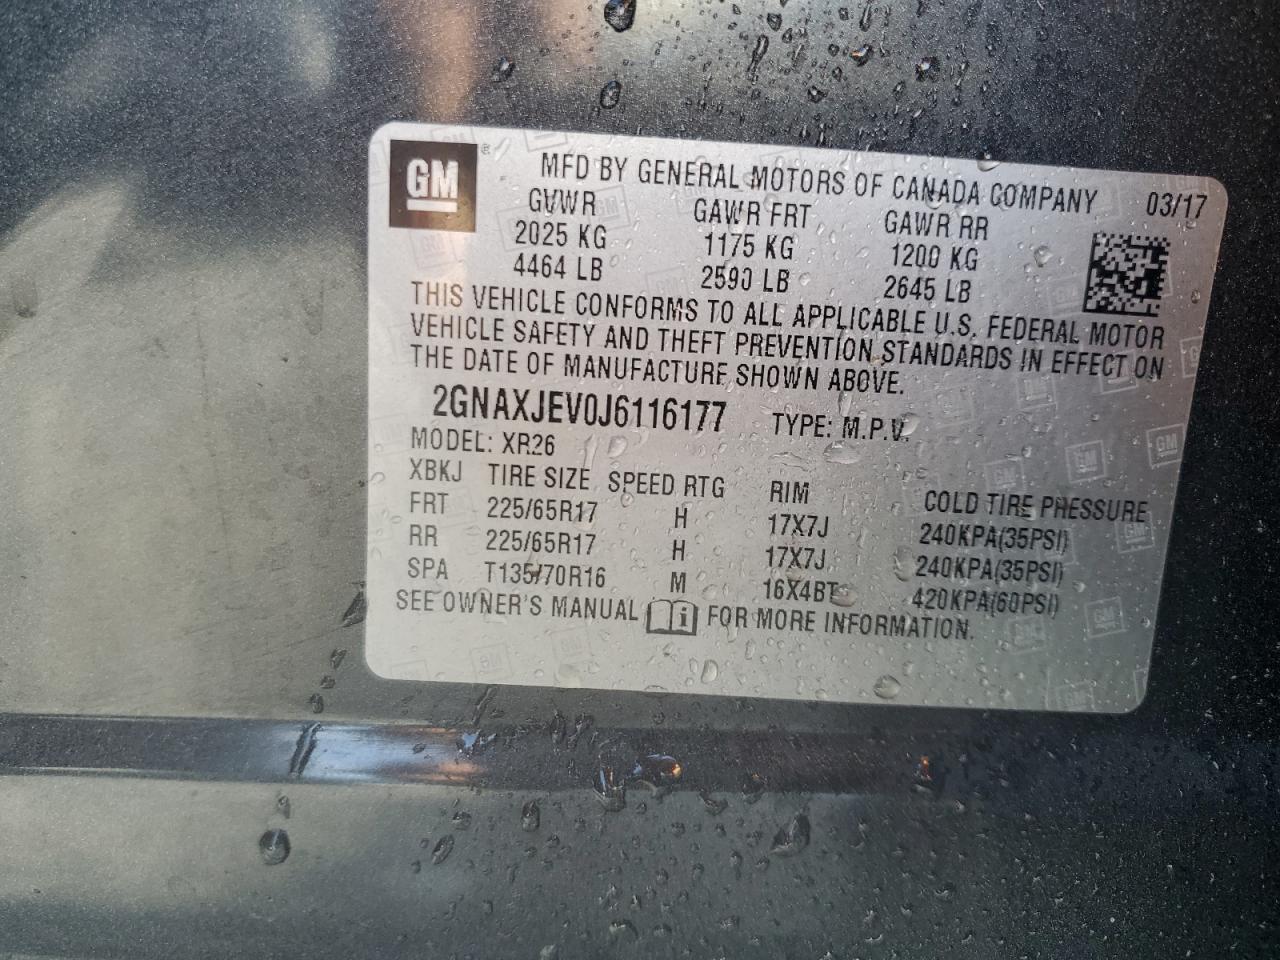 GM ®
MFD BY GENERAL MOTORS OF CANADA COMPANY 03/17
GVWR GAWR FRT GAWR RR
2025 KG 1175 KG 1200 KG
4464 LB 2590 LB 2645 LB
THIS VEHICLE CONFORMS TO ALL APPLICABLE U.S. FEDERAL MOTOR
VEHICLE SAFETY AND THEFT PREVENTION STANDARDS IN EFFECT ON
THE DATE OF MANUFACTURE SHOWN ABOVE.
2GNAXJEV0J6116177 TYPE: M.P.V.
MODEL: XR26
XBKJ TIRE SIZE SPEED RTG RIM COLD TIRE PRESSURE
FRT 225/65R17 H 17X7J 240KPA(35PSI)
RR 225/65R17 H 17X7J 240KPA(35PSI)
SPA T135/70R16 M 16X4BT 420KPA(60PSI)
SEE OWNER'S MANUAL i FOR MORE INFORMATION.